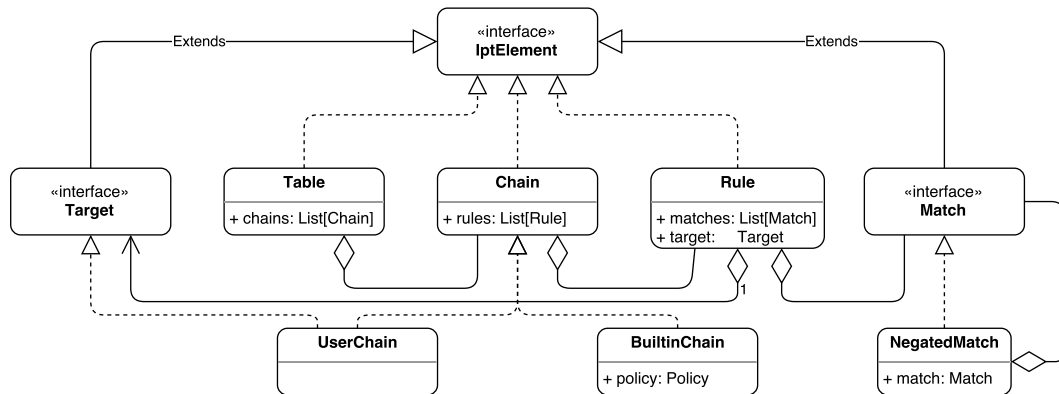 «interface»
IptElement
Extends
Extends
«interface»
Target
Table
+ chains: List[Chain]
Chain
+ rules: List[Rule]
Rule
+ matches: List[Match]
+ target: Target
«interface»
Match
1
UserChain
BuiltinChain
+ policy: Policy
NegatedMatch
+ match: Match